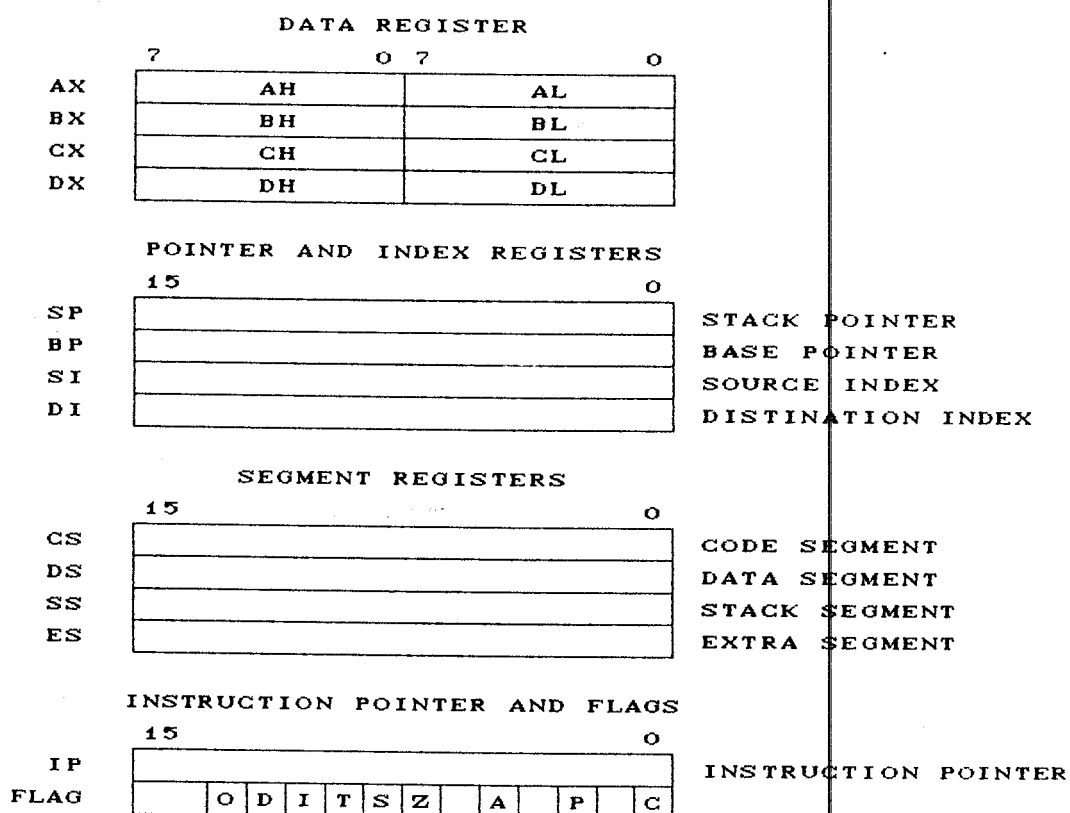 DATA REGISTER
7 0 7 0
AX AH AL
BX BH BL
CX CH CL
DX DH DL
POINTER AND INDEX REGISTERS
15 0
SP STACK POINTER
BP BASE POINTER
SI SOURCE INDEX
DI DISTINATION INDEX
SEGMENT REGISTERS
15 0
CS CODE SEGMENT
DS DATA SEGMENT
SS STACK SEGMENT
ES EXTRA SEGMENT
INSTRUCTION POINTER AND FLAGS
15 0
IP INSTRUCTION POINTER
FLAG O D I T S Z A P C